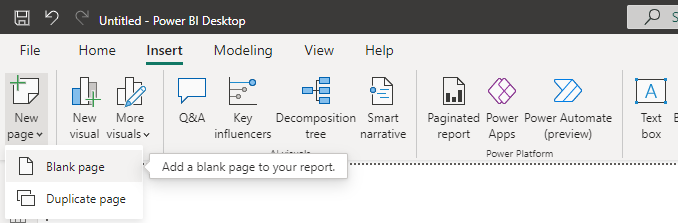 Untitled - Power BI Desktop
File Home Insert Modeling View Help
New page
New visual
More visuals
Q&A
Key influencers
Decomposition tree
Smart narrative
Paginated report
Power Apps
Power Automate (preview)
Text box
Power Platform
Blank page
Add a blank page to your report.
Duplicate page